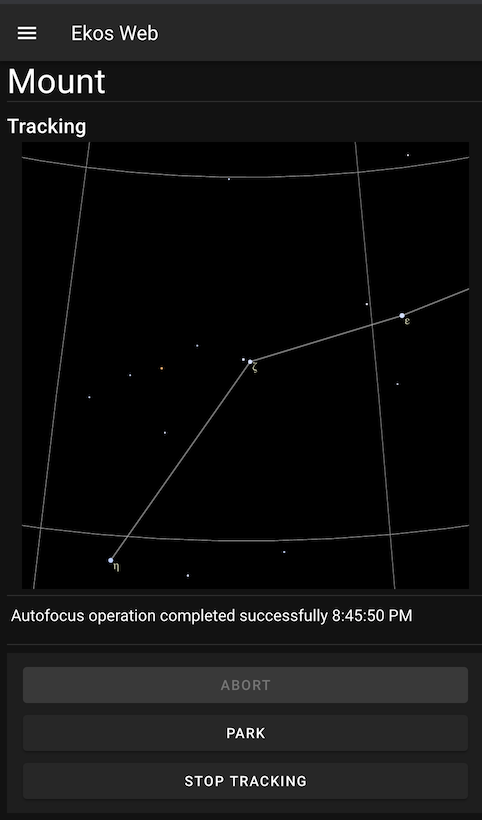 Ekos Web
Mount
Tracking
ε
ζ
η
Autofocus operation completed successfully 8:45:50 PM
ABORT
PARK
STOP TRACKING